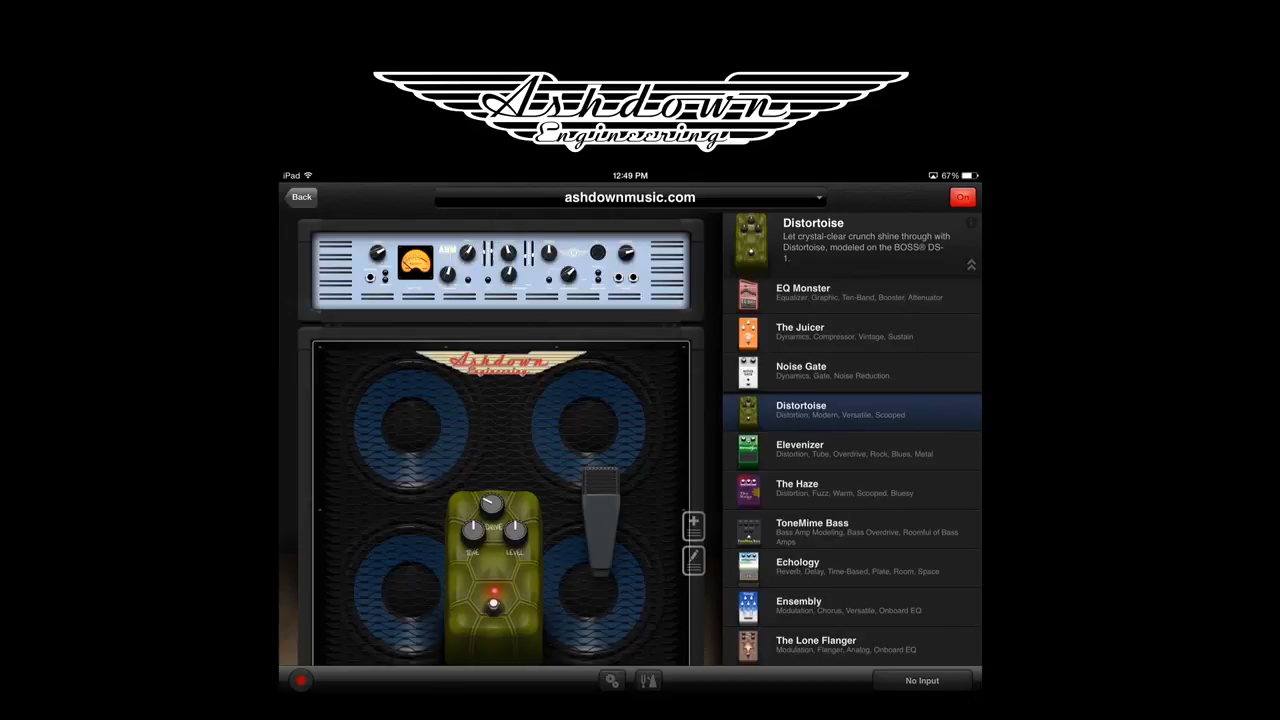 Ashdown
Engineering
iPad
12:49 PM
67%
Back
ashdownmusic.com
On
Ashdown
Engineering
DRIVE
TONE
LEVEL
Distortoise
Let crystal-clear crunch shine through with
Distortoise, modeled on the BOSS® DS-
1.
EQ Monster
Equalizer, Graphic, Ten-Band, Booster, Attenuator
The Juicer
Dynamics, Compressor, Vintage, Sustain
Noise Gate
Dynamics, Gate, Noise Reduction
Distortoise
Distortion, Modern, Versatile, Scooped
Elevenizer
Distortion, Tube, Overdrive, Rock, Blues, Metal
The Haze
Distortion, Fuzz, Warm, Scooped, Bluesy
ToneMime Bass
Bass Amp Modeling, Bass Overdrive, Roomful of Bass
Amps
Echology
Reverb, Delay, Time-Based, Plate, Room, Space
Ensembly
Modulation, Chorus, Versatile, Onboard EQ
The Lone Flanger
Modulation, Flanger, Analog, Onboard EQ
No Input